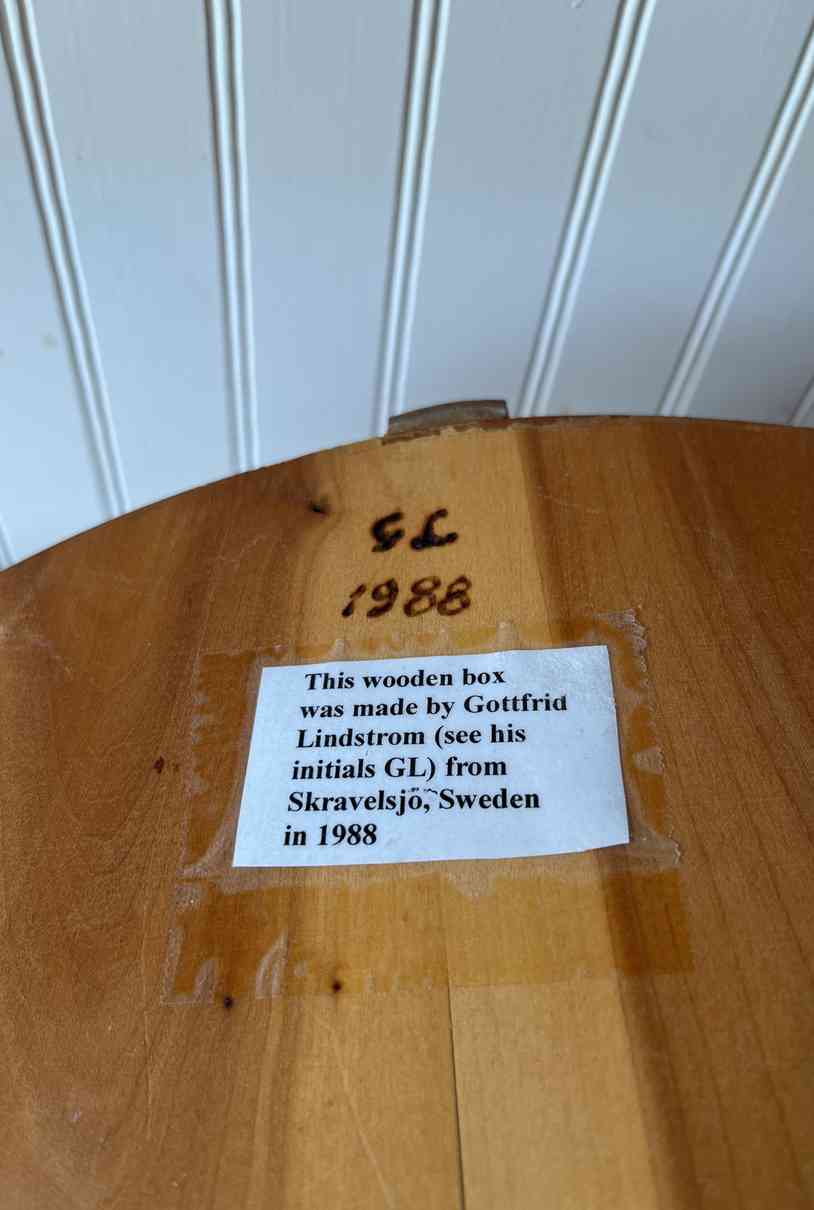 GL
1988
This wooden box
was made by Gottfrid
Lindstrom (see his
initials GL) from
Skravelsjö, Sweden
in 1988